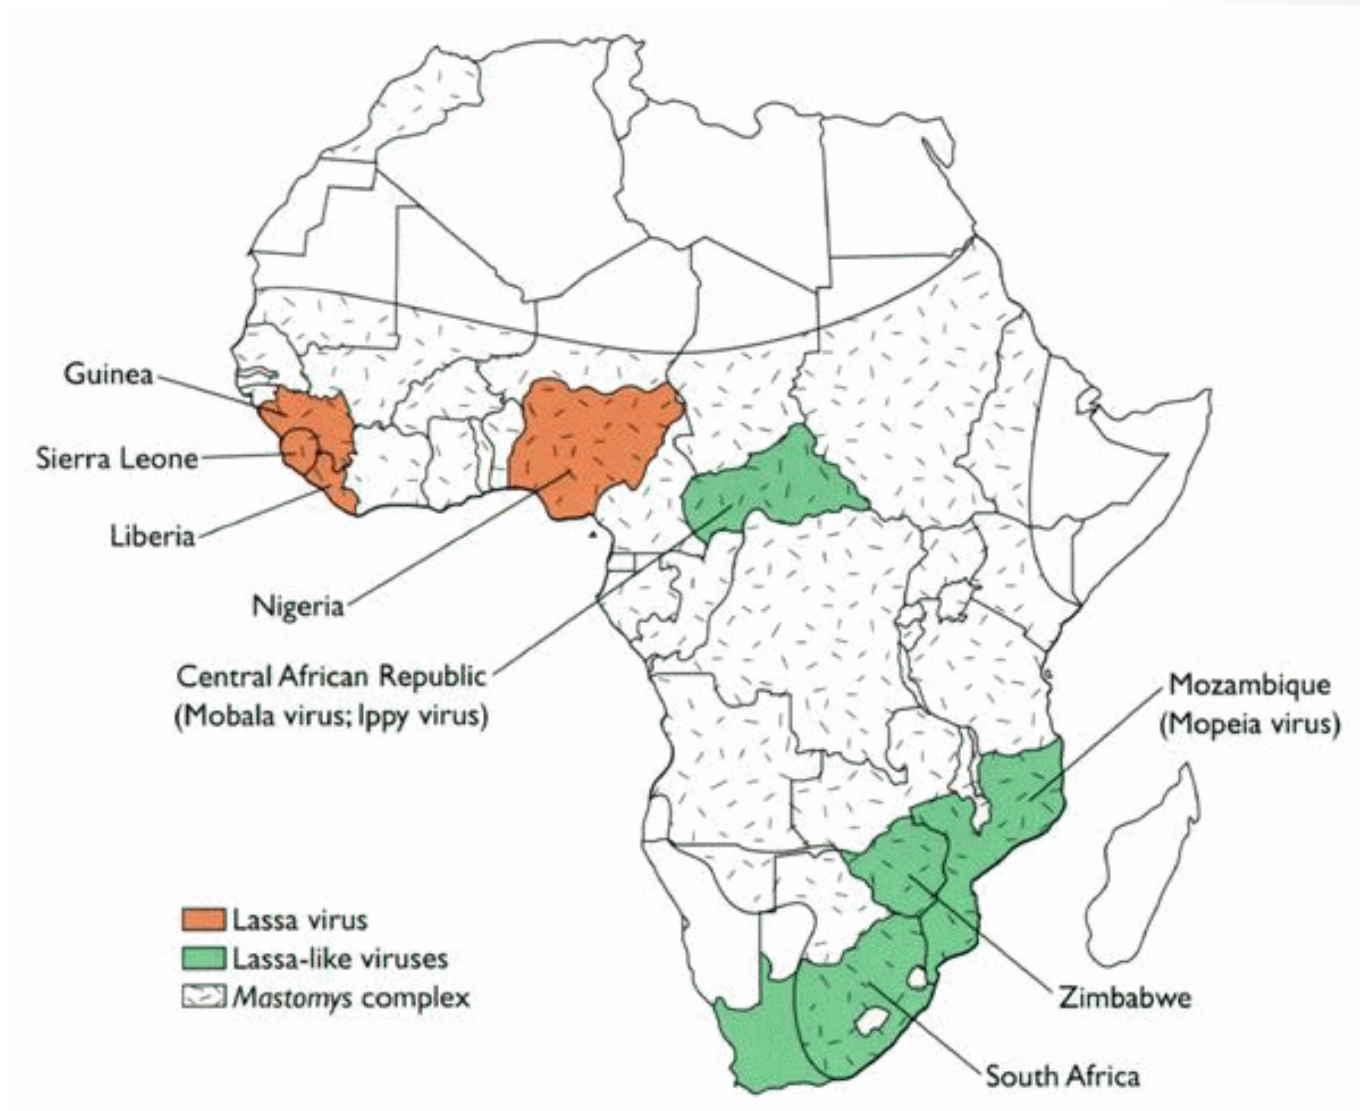 Guinea
Sierra Leone
Liberia
Nigeria
Central African Republic
(Mobala virus; Ippy virus)
Mozambique
(Mopeia virus)
Lassa virus
Lassa-like viruses
Mastomys complex
Zimbabwe
South Africa